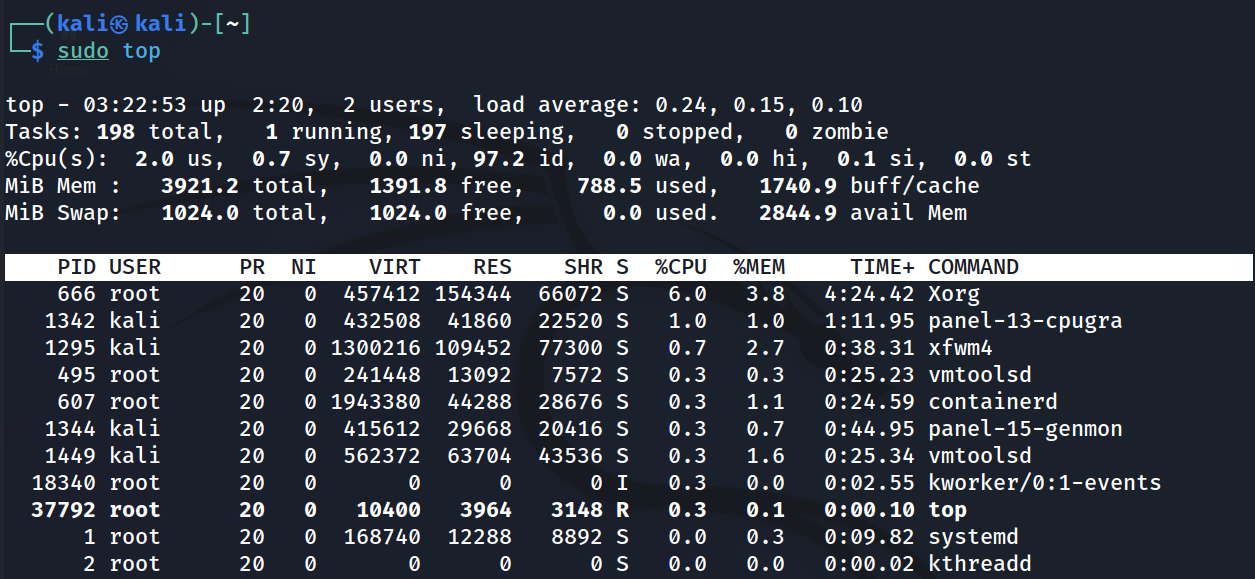 ┌──(kali㉿kali)-[~]
└─$ sudo top
top - 03:22:53 up  2:20,  2 users,  load average: 0.24, 0.15, 0.10
Tasks: 198 total,   1 running, 197 sleeping,   0 stopped,   0 zombie
%Cpu(s):  2.0 us,  0.7 sy,  0.0 ni, 97.2 id,  0.0 wa,  0.0 hi,  0.1 si,  0.0 st
MiB Mem :   3921.2 total,   1391.8 free,    788.5 used,   1740.9 buff/cache
MiB Swap:   1024.0 total,   1024.0 free,      0.0 used.   2844.9 avail Mem
    PID USER      PR  NI    VIRT    RES    SHR S  %CPU  %MEM     TIME+ COMMAND
    666 root      20   0  457412 154344  66072 S   6.0   3.8   4:24.42 Xorg
   1342 kali      20   0  432508  41860  22520 S   1.0   1.0   1:11.95 panel-13-cpugra
   1295 kali      20   0 1300216 109452  77300 S   0.7   2.7   0:38.31 xfwm4
    495 root      20   0  241448  13092   7572 S   0.3   0.3   0:25.23 vmtoolsd
    607 root      20   0 1943380  44288  28676 S   0.3   1.1   0:24.59 containerd
   1344 kali      20   0  415612  29668  20416 S   0.3   0.7   0:44.95 panel-15-genmon
   1449 kali      20   0  562372  63704  43536 S   0.3   1.6   0:25.34 vmtoolsd
  18340 root      20   0       0      0      0 I   0.3   0.0   0:02.55 kworker/0:1-events
  37792 root      20   0   10400   3964   3148 R   0.3   0.1   0:00.10 top
      1 root      20   0  168740  12288   8892 S   0.0   0.3   0:09.82 systemd
      2 root      20   0       0      0      0 S   0.0   0.0   0:00.02 kthreadd